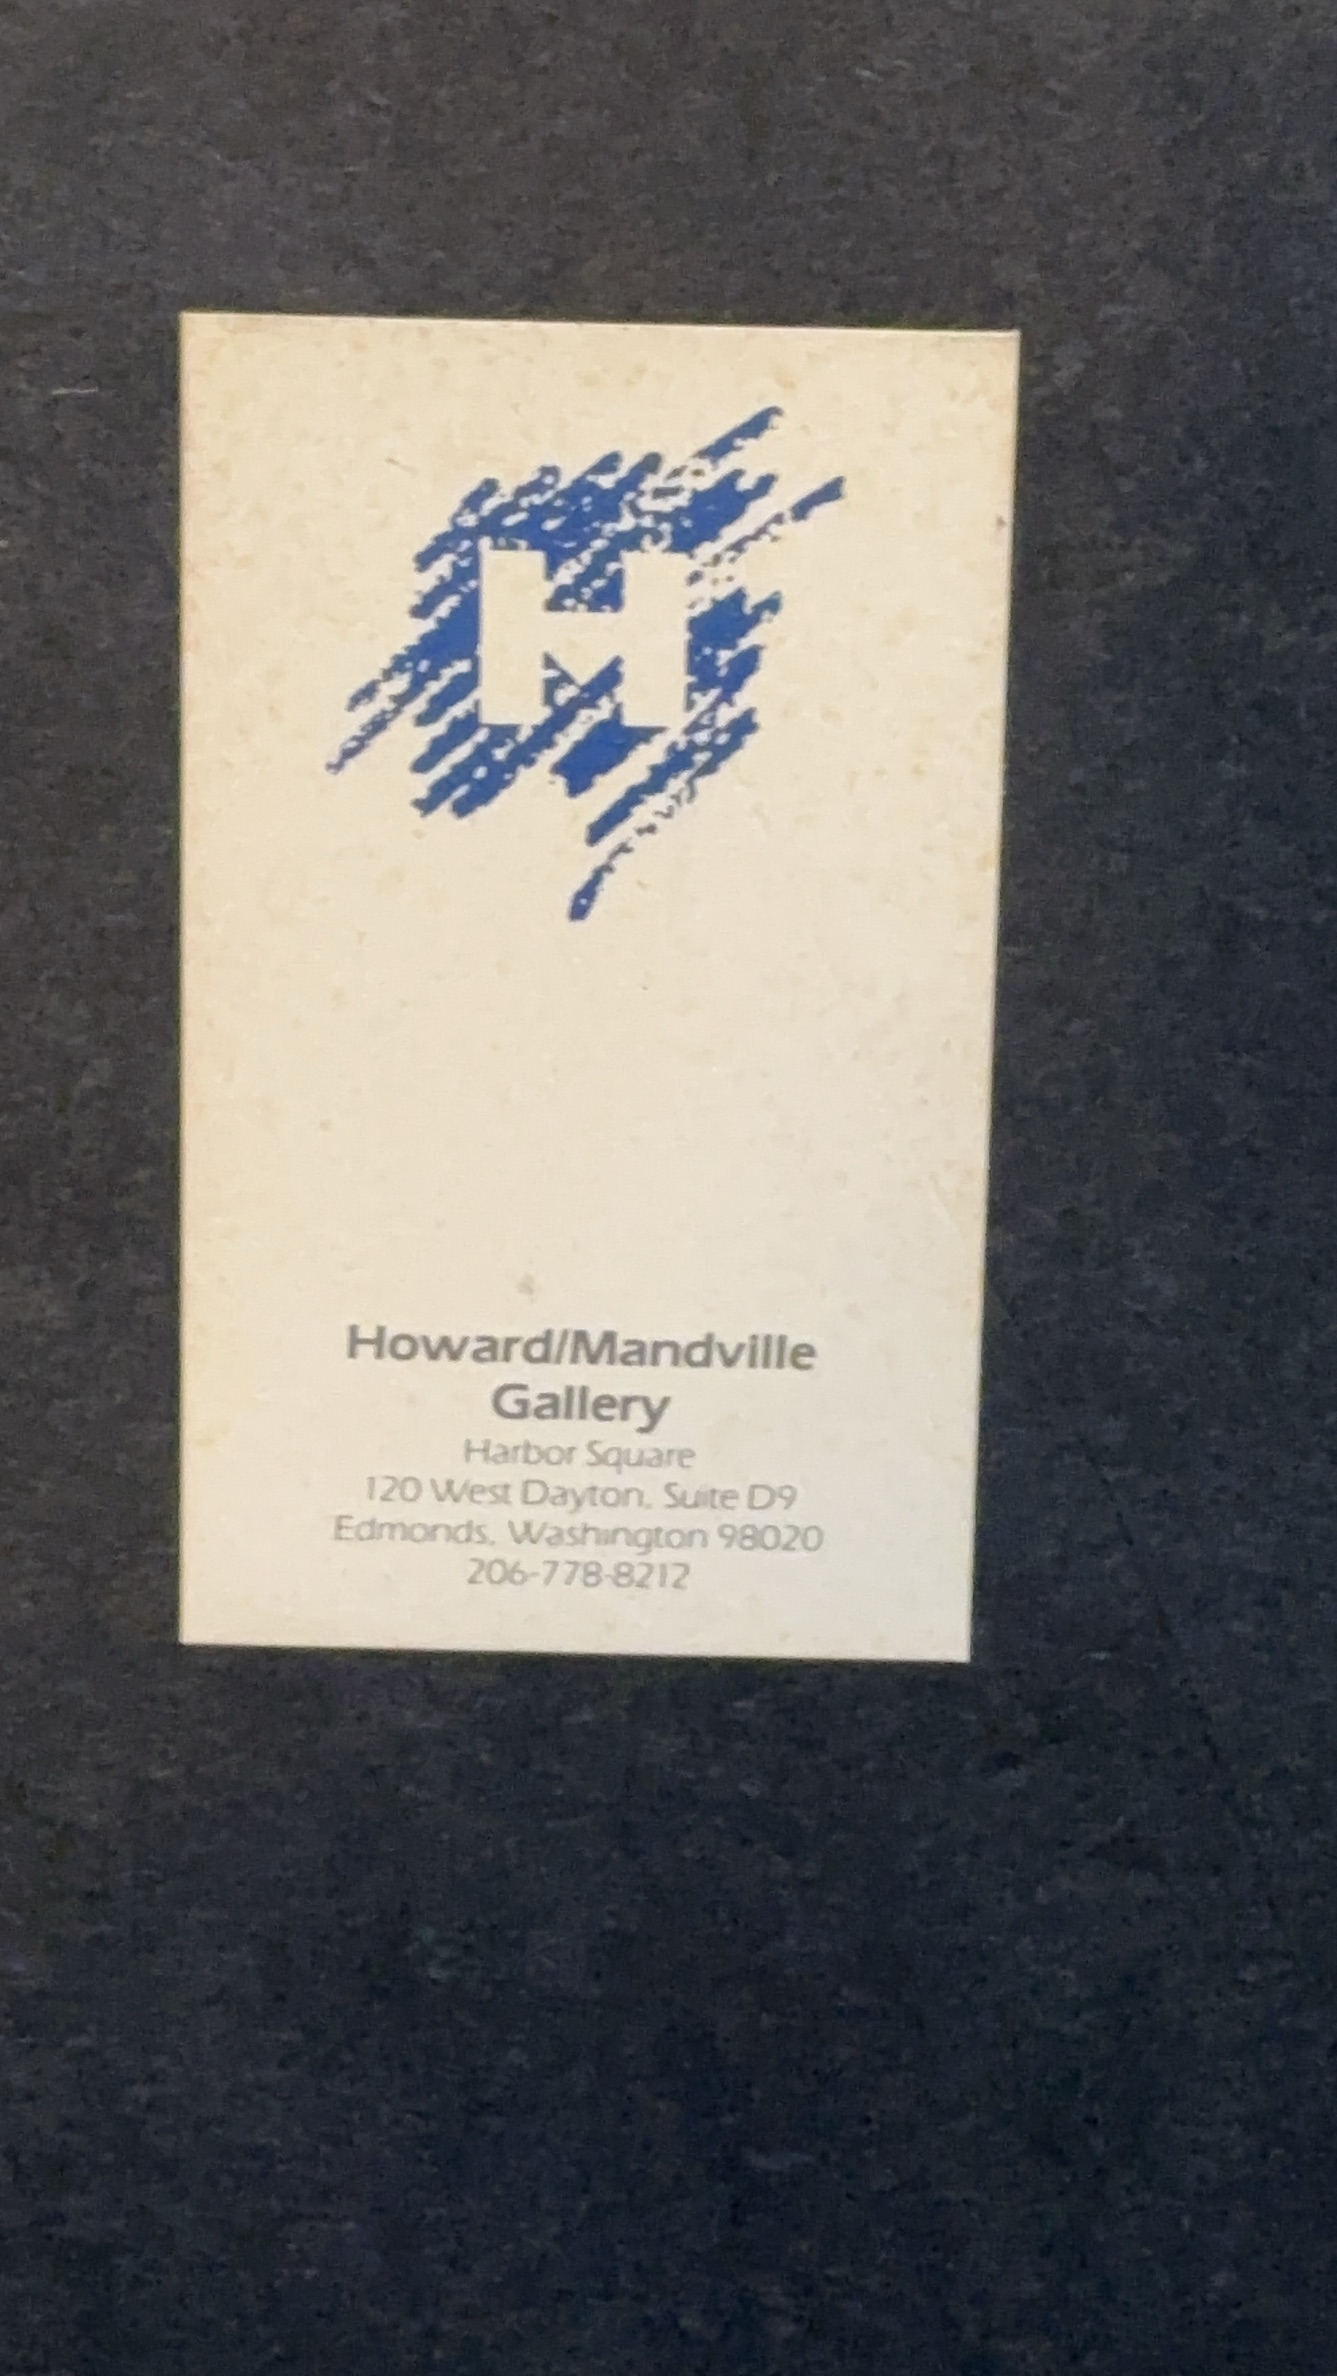 H
Howard/Mandville
Gallery
Harbor Square
120 West Dayton, Suite D9
Edmonds, Washington 98020
206-778-8212